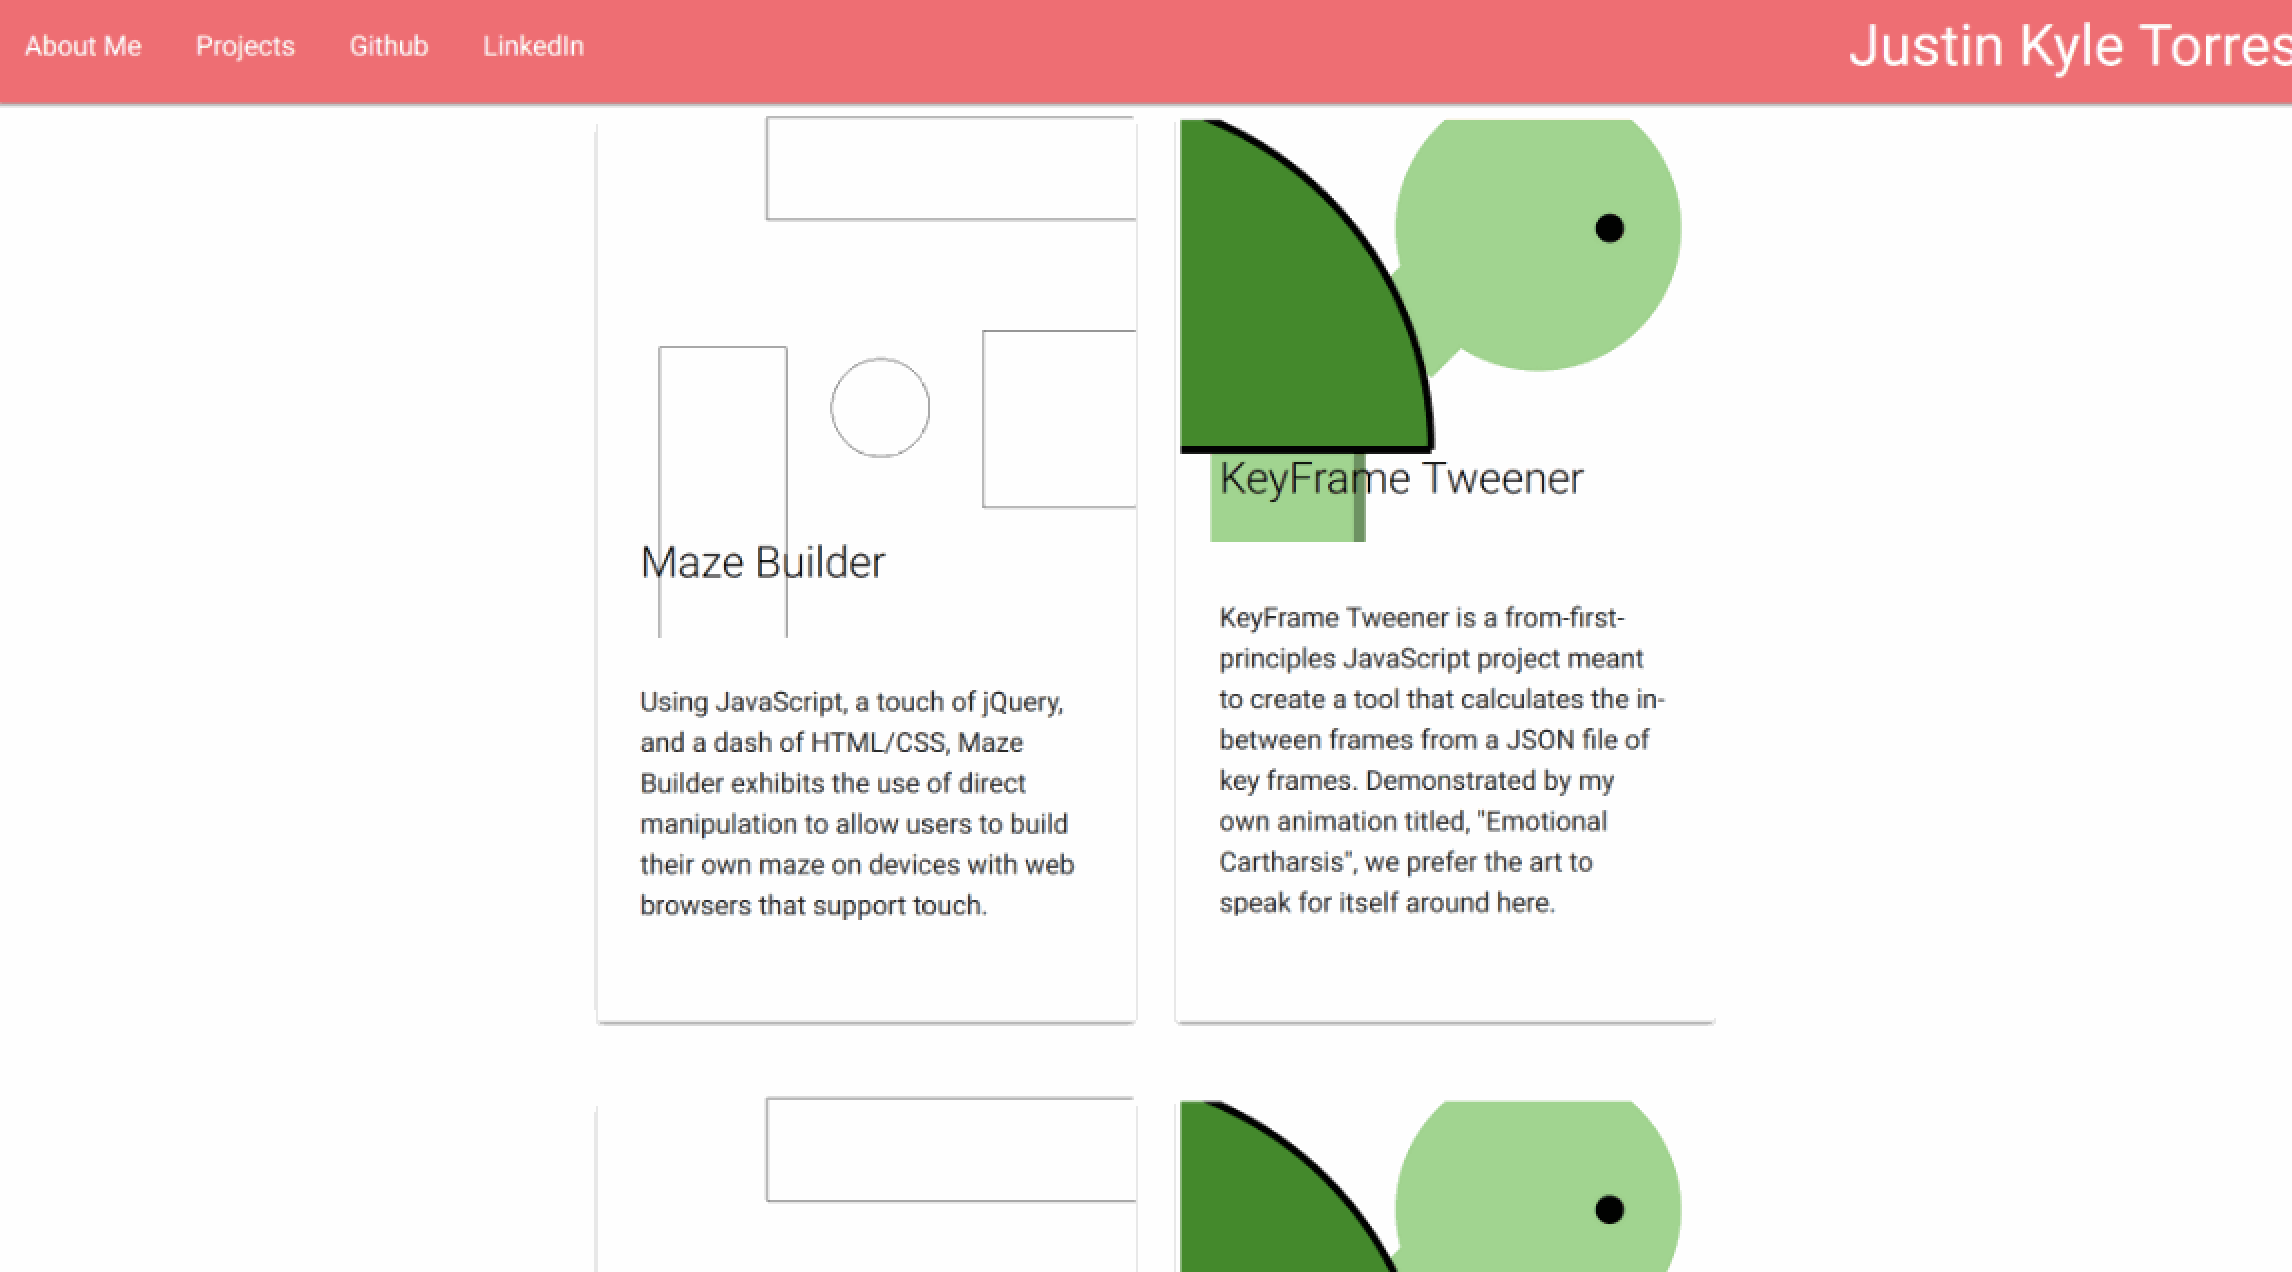 About Me Projects Github LinkedIn Justin Kyle Torres
Maze Builder
Using JavaScript, a touch of jQuery,
and a dash of HTML/CSS, Maze
Builder exhibits the use of direct
manipulation to allow users to build
their own maze on devices with web
browsers that support touch.
KeyFrame Tweener
KeyFrame Tweener is a from-first-
principles JavaScript project meant
to create a tool that calculates the in-
between frames from a JSON file of
key frames. Demonstrated by my
own animation titled, "Emotional
Cartharsis", we prefer the art to
speak for itself around here.